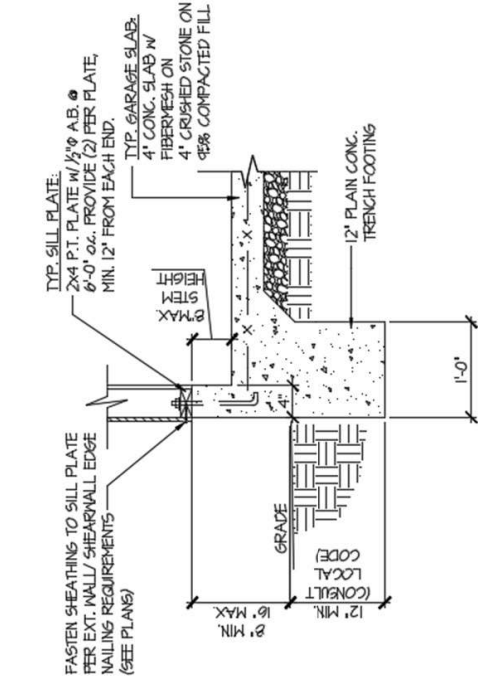 TYP. SILL PLATE:
2x4 P.T. PLATE W/ ½"Φ A.B. @
6'-0" o.c. PROVIDE (2) PER PLATE,
MIN. 12" FROM EACH END.
TYP. GARAGE SLAB:
4" CONC. SLAB W/
FIBERMESH ON
4" CRUSHED STONE ON
95% COMPACTED FILL
FASTEN SHEATHING TO SILL PLATE
PER EXT. WALL/ SHEARWALL EDGE
NAILING REQUIREMENTS
(SEE PLANS)
8" MAX.
STEM
HEIGHT
4"
GRADE
8" MIN.
16" MAX.
12" MIN.
(CONSULT
LOCAL
CODE)
12" PLAIN CONC.
TRENCH FOOTING
1'-0"